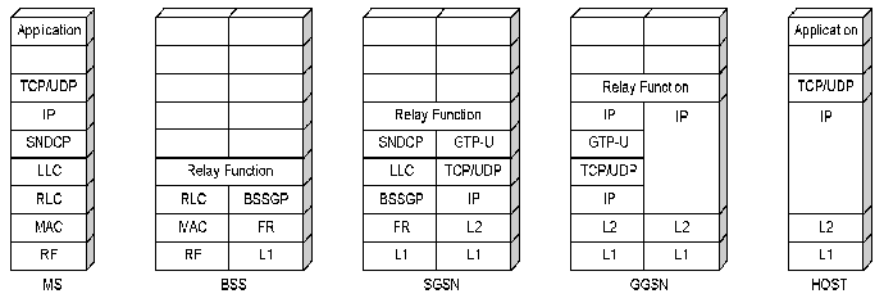 Application
TCP/UDP
IP
SNDCP
LLC
RLC
MAC
RF
MS
Relay Function
RLC BSSGP
MAC FR
RF L1
BSS
Relay Function
SNDCP GTP-U
LLC TCP/UDP
BSSGP IP
FR L2
L1 L1
SGSN
Relay Function
IP IP
GTP-U
TCP/UDP
IP
L2 L2
L1 L1
GGSN
Application
TCP/UDP
IP
L2
L1
HOST